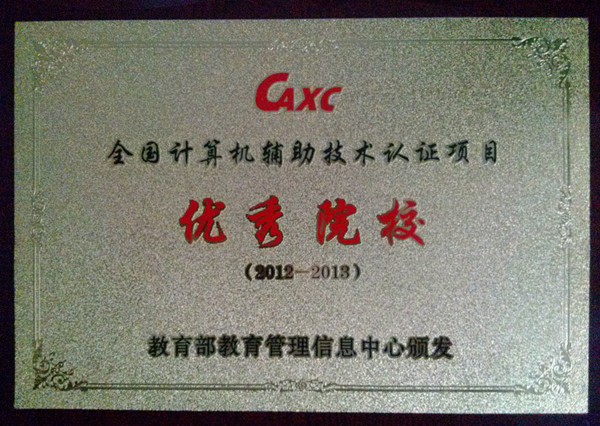 CAXC
全国计算机辅助技术认证项目
优秀院校
（2012—2013）
教育部教育管理信息中心颁发